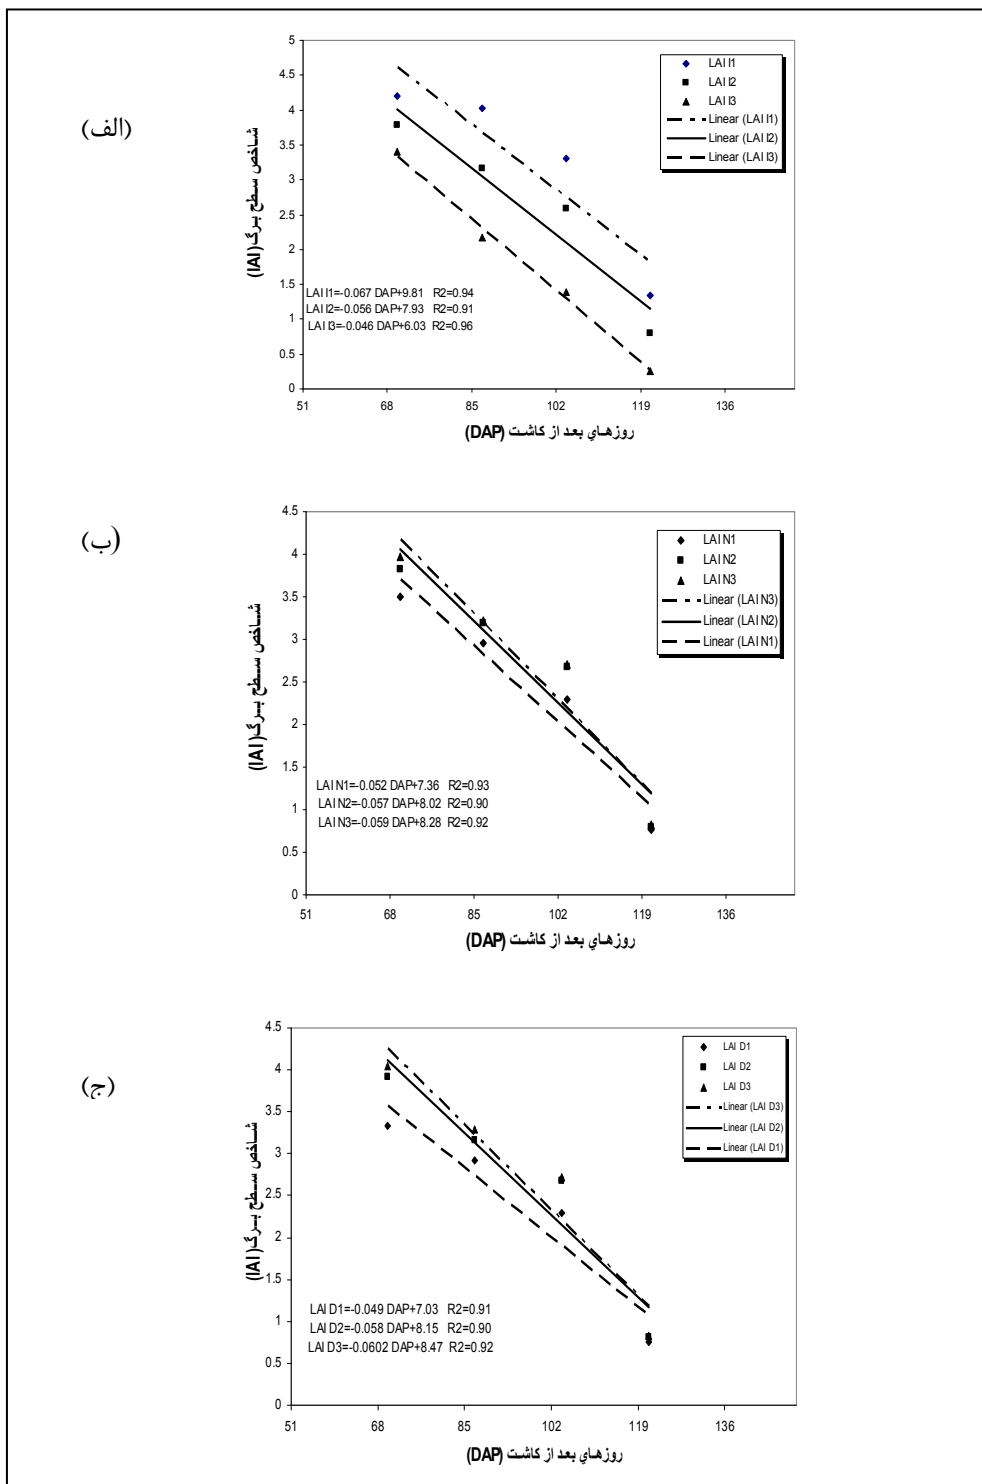 (الف)
5
4.5
4
3.5
3
2.5
2
1.5
1
0.5
0
51 68 85 102 119 136
شاخص سطح برگ (IAI)
روزهاي بعد از كاشت (DAP)
LAI I1
LAI I2
LAI I3
Linear (LAI I1)
Linear (LAI I2)
Linear (LAI I3)
LAI I1=-0.067 DAP+9.81 R2=0.94
LAI I2=-0.056 DAP+7.93 R2=0.91
LAI I3=-0.046 DAP+6.03 R2=0.96
(ب)
4.5
4
3.5
3
2.5
2
1.5
1
0.5
0
51 68 85 102 119 136
شاخص سطح برگ (IAI)
روزهاي بعد از كاشت (DAP)
LAI N1
LAI N2
LAI N3
Linear (LAI N3)
Linear (LAI N2)
Linear (LAI N1)
LAI N1=-0.052 DAP+7.36 R2=0.93
LAI N2=-0.057 DAP+8.02 R2=0.90
LAI N3=-0.059 DAP+8.28 R2=0.92
(ج)
4.5
4
3.5
3
2.5
2
1.5
1
0.5
0
51 68 85 102 119 136
شاخص سطح برگ (IAI)
روزهاي بعد از كاشت (DAP)
LAI D1
LAI D2
LAI D3
Linear (LAI D3)
Linear (LAI D2)
Linear (LAI D1)
LAI D1=-0.049 DAP+7.03 R2=0.91
LAI D2=-0.058 DAP+8.15 R2=0.90
LAI D3=-0.0602 DAP+8.47 R2=0.92